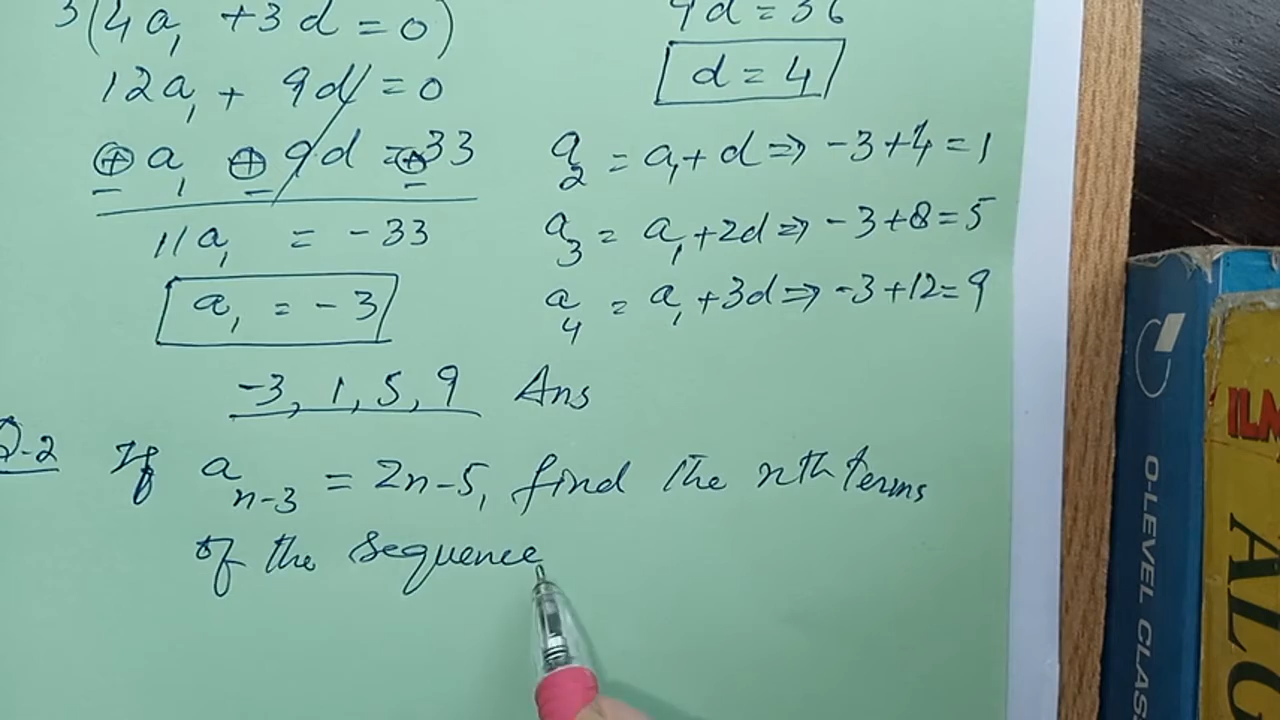 3(4a₁ + 3d = 0)
12a₁ + 9d = 0
⊕a₁ ⊕ 9d = ⊕33
− − −
11a₁ = -33
a₁ = -3
4d = 36
d = 4
a₂ = a₁ + d ⇒ -3+4 = 1
a₃ = a₁ + 2d ⇒ -3+8 = 5
a₄ = a₁ + 3d ⇒ -3+12 = 9
-3, 1, 5, 9 Ans
Q-2 If aₙ₋₃ = 2n-5, find the nth terms
of the sequence
O-LEVEL CLAS
ILM
ALG